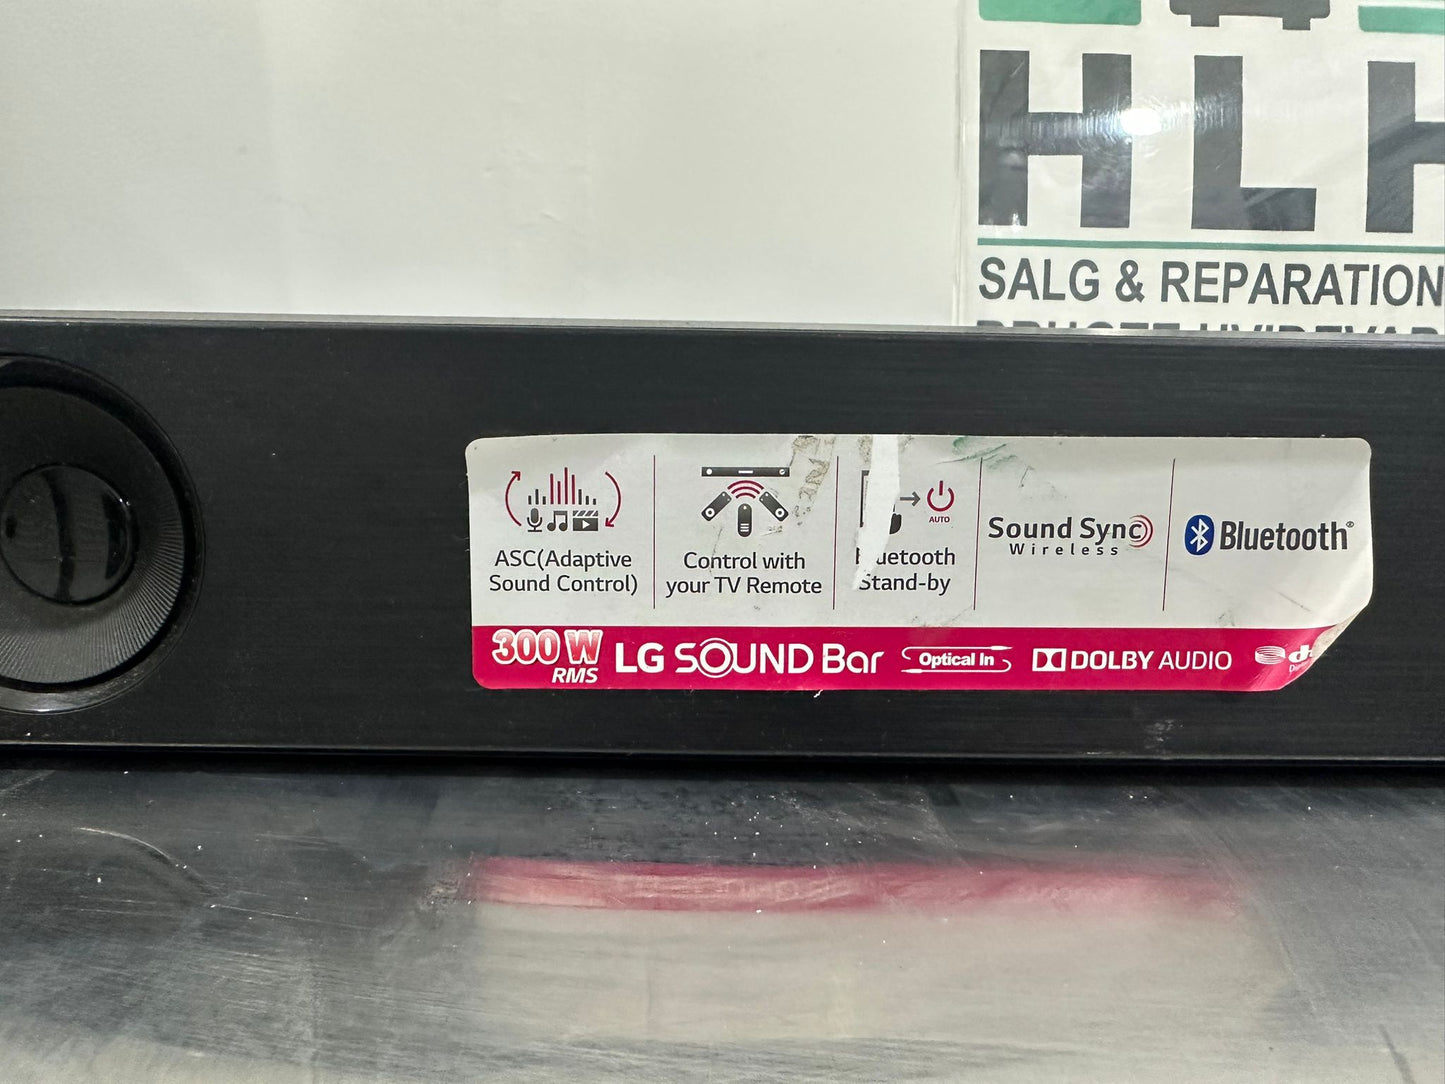 HLH
SALG & REPARATION
ASC(Adaptive
Sound Control)
Control with
your TV Remote
AUTO
Bluetooth
Stand-by
Sound Sync
Wireless
Bluetooth®
300 W
RMS
LG SOUND Bar
Optical In
DOLBY AUDIO